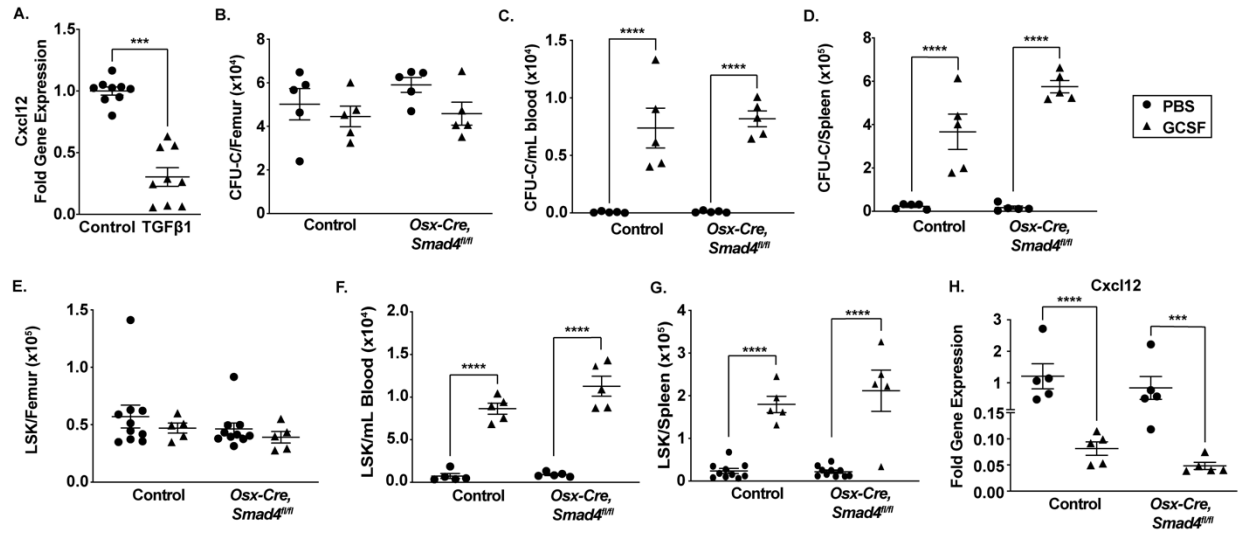 A.
Cxcl12
Fold Gene Expression
1.5
1.0
0.5
0.0
***
Control TGFβ1
B.
CFU-C/Femur (x10⁴)
8
6
4
2
0
Control
Osx-Cre,
Smad4fl/fl
C.
CFU-C/mL blood (x10⁴)
1.5
1.0
0.5
0.0
****
****
Control
Osx-Cre,
Smad4fl/fl
D.
CFU-C/Spleen (x10⁵)
8
6
4
2
0
****
****
Control
Osx-Cre,
Smad4fl/fl
PBS
GCSF
E.
LSK/Femur (x10⁵)
1.5
1.0
0.5
0.0
Control
Osx-Cre,
Smad4fl/fl
F.
LSK/mL Blood (x10⁴)
2.0
1.5
1.0
0.5
0.0
****
****
Control
Osx-Cre,
Smad4fl/fl
G.
LSK/Spleen (x10⁵)
4
3
2
1
0
****
****
Control
Osx-Cre,
Smad4fl/fl
H.
Cxcl12
Fold Gene Expression
3
2
1
0.15
0.10
0.05
0.00
****
***
Control
Osx-Cre,
Smad4fl/fl